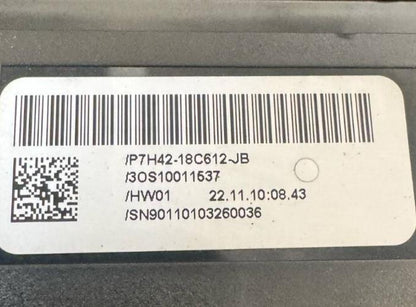 /P7H42-18C612-JB
/3OS10011537
/HW01 22.11.10:08.43
/SN90110103260036